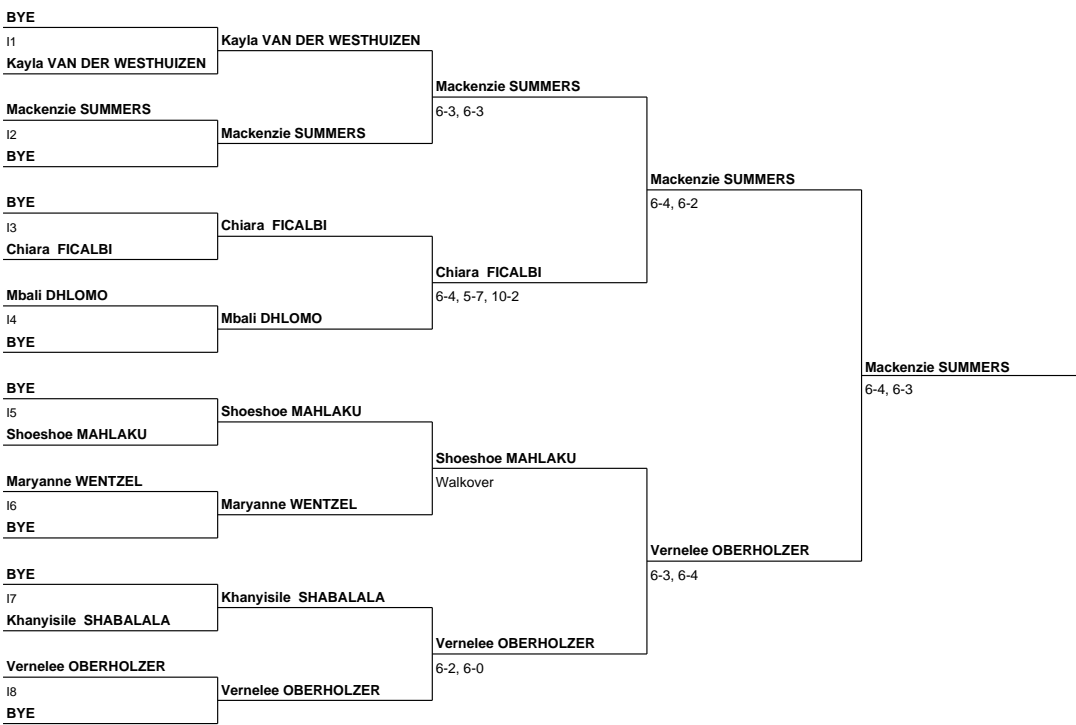 BYE
I1
Kayla VAN DER WESTHUIZEN
Mackenzie SUMMERS
I2
BYE
BYE
I3
Chiara  FICALBI
Mbali DHLOMO
I4
BYE
BYE
I5
Shoeshoe MAHLAKU
Maryanne WENTZEL
I6
BYE
BYE
I7
Khanyisile  SHABALALA
Vernelee OBERHOLZER
I8
BYE
Kayla VAN DER WESTHUIZEN
Mackenzie SUMMERS
Chiara  FICALBI
Mbali DHLOMO
Shoeshoe MAHLAKU
Maryanne WENTZEL
Khanyisile  SHABALALA
Vernelee OBERHOLZER
Mackenzie SUMMERS
6-3, 6-3
Chiara  FICALBI
6-4, 5-7, 10-2
Shoeshoe MAHLAKU
Walkover
Vernelee OBERHOLZER
6-2, 6-0
Mackenzie SUMMERS
6-4, 6-2
Vernelee OBERHOLZER
6-3, 6-4
Mackenzie SUMMERS
6-4, 6-3